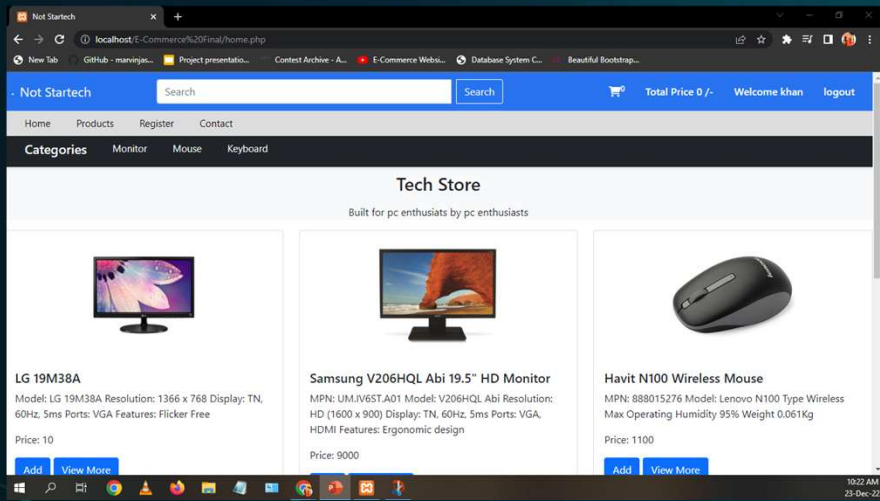 Not Startech
localhost/E-Commerce%20Final/home.php
New Tab GitHub - marvinjas... Project presentatio... Contest Archive - A... E-Commerce Websi... Database System C... Beautiful Bootstrap...
Not Startech Search Search 0 Total Price 0 /- Welcome khan logout
Home Products Register Contact
Categories Monitor Mouse Keyboard
Tech Store
Built for pc enthusiats by pc enthusiasts
LG 19M38A
Model: LG 19M38A Resolution: 1366 x 768 Display: TN,
60Hz, 5ms Ports: VGA Features: Flicker Free
Price: 10
Add View More
Samsung V206HQL Abi 19.5" HD Monitor
MPN: UM.IV6ST.A01 Model: V206HQL Abi Resolution:
HD (1600 x 900) Display: TN, 60Hz, 5ms Ports: VGA,
HDMI Features: Ergonomic design
Price: 9000
Havit N100 Wireless Mouse
MPN: 888015276 Model: Lenovo N100 Type Wireless
Max Operating Humidity 95% Weight 0.061Kg
Price: 1100
Add View More
10:22 AM
23-Dec-22